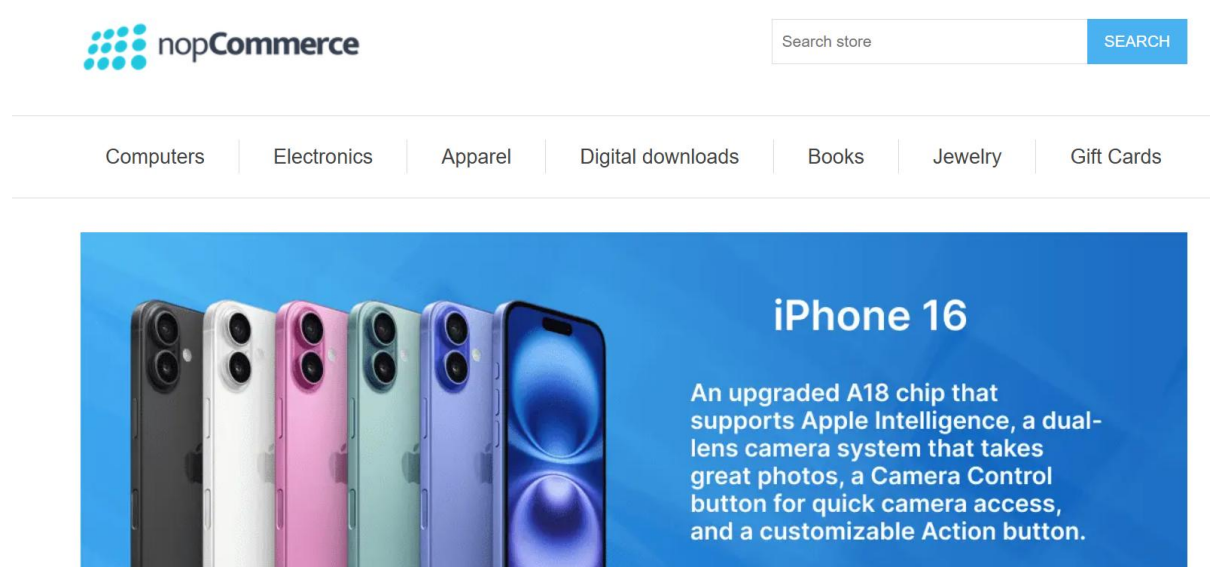 nopCommerce
Search store
SEARCH
Computers
Electronics
Apparel
Digital downloads
Books
Jewelry
Gift Cards
iPhone 16
An upgraded A18 chip that
supports Apple Intelligence, a dual-
lens camera system that takes
great photos, a Camera Control
button for quick camera access,
and a customizable Action button.